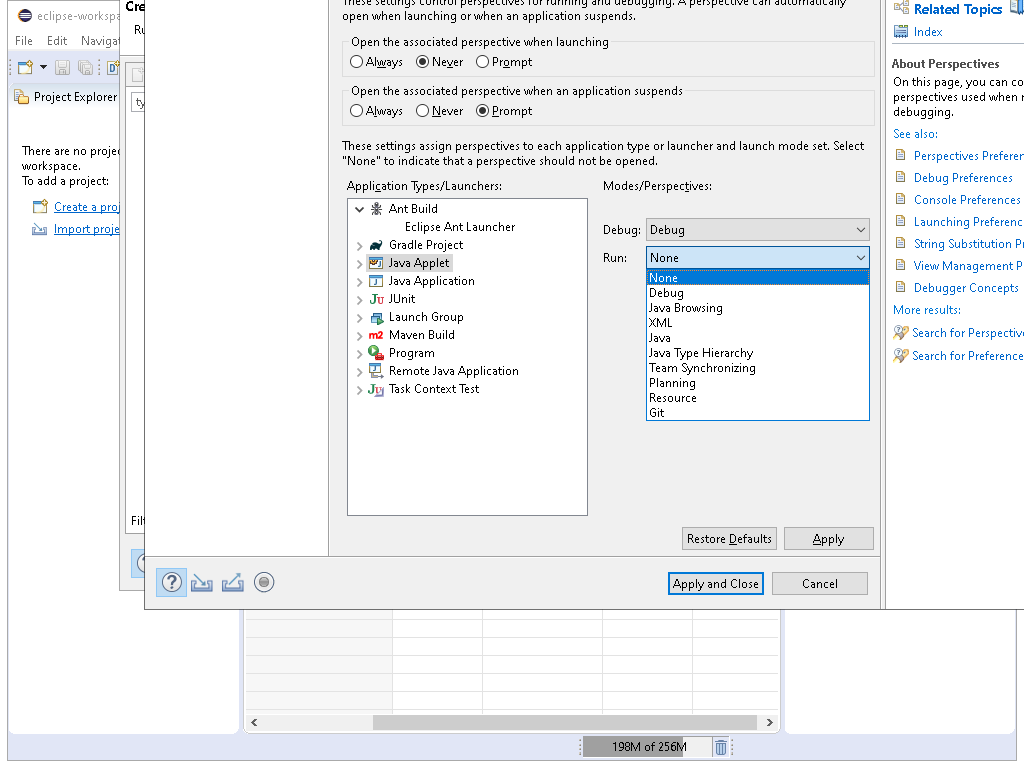 eclipse-workspa
File Edit Navigat
Project Explorer
There are no projec
workspace.
To add a project:
Create a proj
Import proje
Cre
Ru
ty
Filt
These settings control perspectives for running and debugging. A perspective can automatically
open when launching or when an application suspends.
Open the associated perspective when launching
Always Never Prompt
Open the associated perspective when an application suspends
Always Never Prompt
These settings assign perspectives to each application type or launcher and launch mode set. Select
"None" to indicate that a perspective should not be opened.
Application Types/Launchers:
Ant Build
Eclipse Ant Launcher
Gradle Project
Java Applet
Java Application
JUnit
Launch Group
Maven Build
Program
Remote Java Application
Task Context Test
Modes/Perspectives:
Debug: Debug
Run: None
None
Debug
Java Browsing
XML
Java
Java Type Hierarchy
Team Synchronizing
Planning
Resource
Git
Restore Defaults Apply
Apply and Close Cancel
Related Topics
Index
About Perspectives
On this page, you can co
perspectives used when r
debugging.
See also:
Perspectives Preferen
Debug Preferences
Console Preferences
Launching Preferenc
String Substitution Pr
View Management P
Debugger Concepts
More results:
Search for Perspective
Search for Preference
198M of 256M